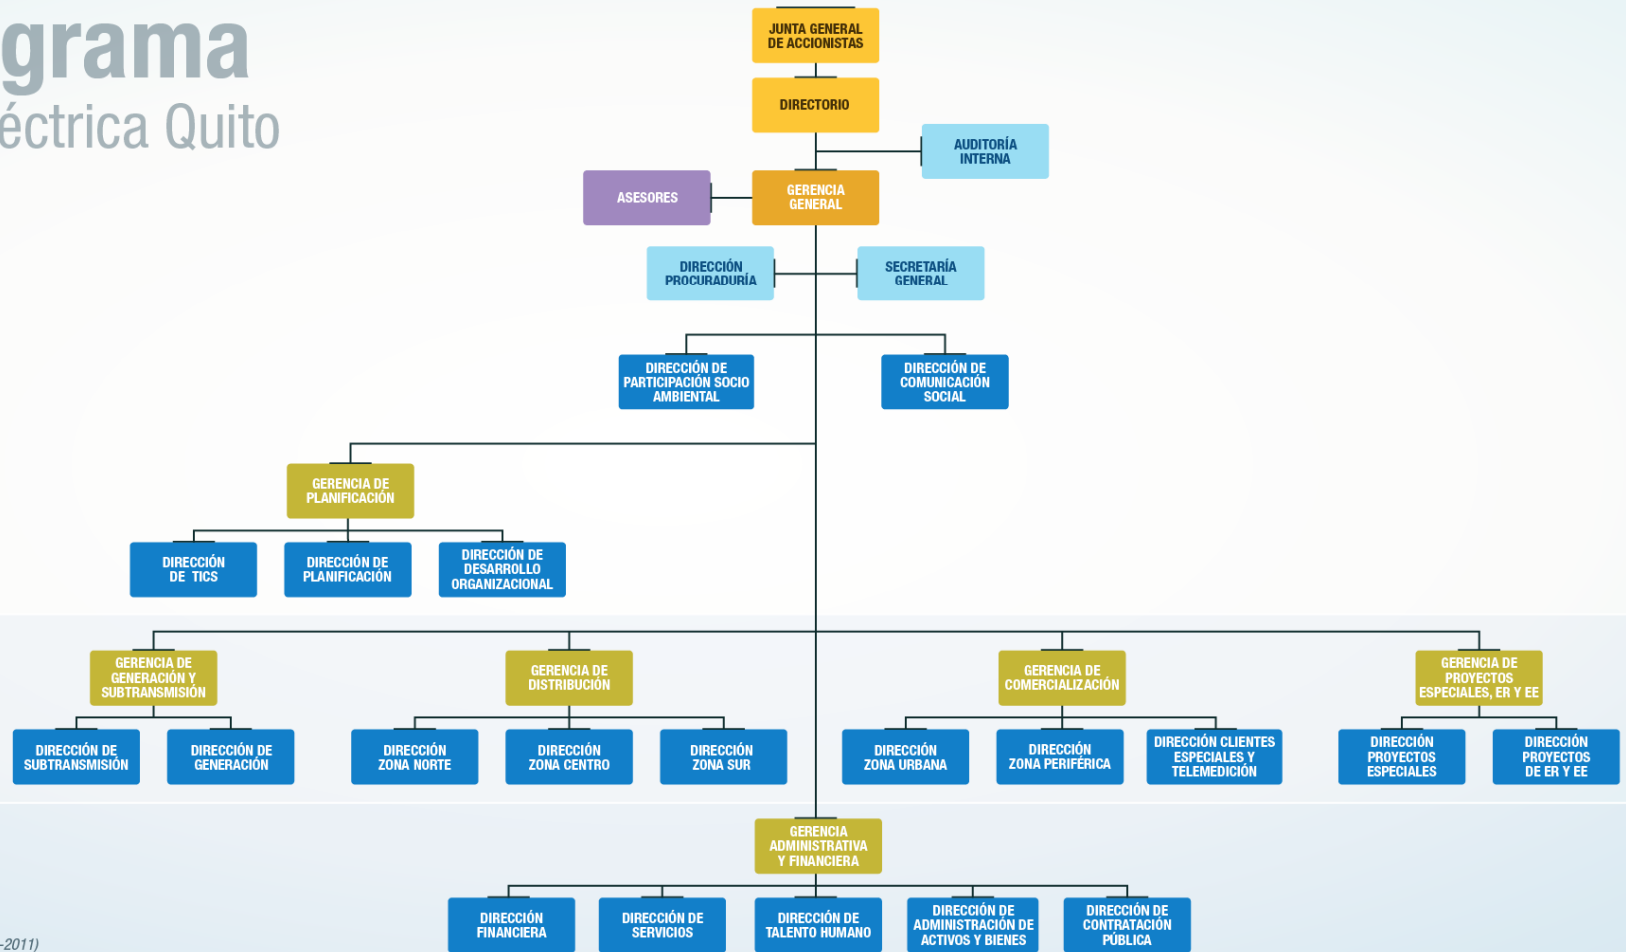 grama
éctrica Quito
JUNTA GENERAL
DE ACCIONISTAS
DIRECTORIO
AUDITORÍA
INTERNA
ASESORES
GERENCIA
GENERAL
DIRECCIÓN
PROCURADURÍA
SECRETARÍA
GENERAL
DIRECCIÓN DE
PARTICIPACIÓN SOCIO
AMBIENTAL
DIRECCIÓN DE
COMUNICACIÓN
SOCIAL
GERENCIA DE
PLANIFICACIÓN
DIRECCIÓN
DE TICS
DIRECCIÓN DE
PLANIFICACIÓN
DIRECCIÓN DE
DESARROLLO
ORGANIZACIONAL
GERENCIA DE
GENERACIÓN Y
SUBTRANSMISIÓN
GERENCIA DE
DISTRIBUCIÓN
GERENCIA DE
COMERCIALIZACIÓN
GERENCIA DE
PROYECTOS
ESPECIALES, ER Y EE
DIRECCIÓN DE
SUBTRANSMISIÓN
DIRECCIÓN DE
GENERACIÓN
DIRECCIÓN
ZONA NORTE
DIRECCIÓN
ZONA CENTRO
DIRECCIÓN
ZONA SUR
DIRECCIÓN
ZONA URBANA
DIRECCIÓN
ZONA PERIFÉRICA
DIRECCIÓN CLIENTES
ESPECIALES Y
TELEMEDICIÓN
DIRECCIÓN
PROYECTOS
ESPECIALES
DIRECCIÓN
PROYECTOS
DE ER Y EE
GERENCIA
ADMINISTRATIVA
Y FINANCIERA
DIRECCIÓN
FINANCIERA
DIRECCIÓN DE
SERVICIOS
DIRECCIÓN DE
TALENTO HUMANO
DIRECCIÓN DE
ADMINISTRACIÓN DE
ACTIVOS Y BIENES
DIRECCIÓN DE
CONTRATACIÓN
PÚBLICA
-2011)